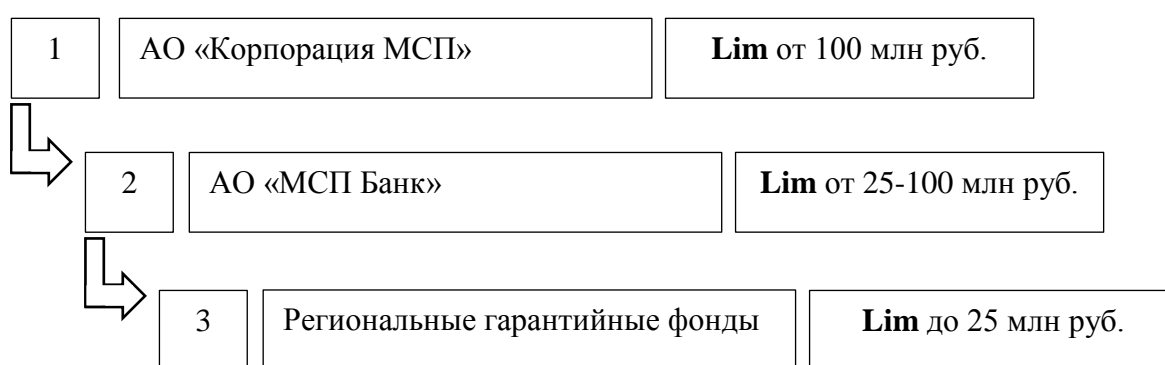 1 АО «Корпорация МСП» Lim от 100 млн руб.
2 АО «МСП Банк» Lim от 25-100 млн руб.
3 Региональные гарантийные фонды Lim до 25 млн руб.